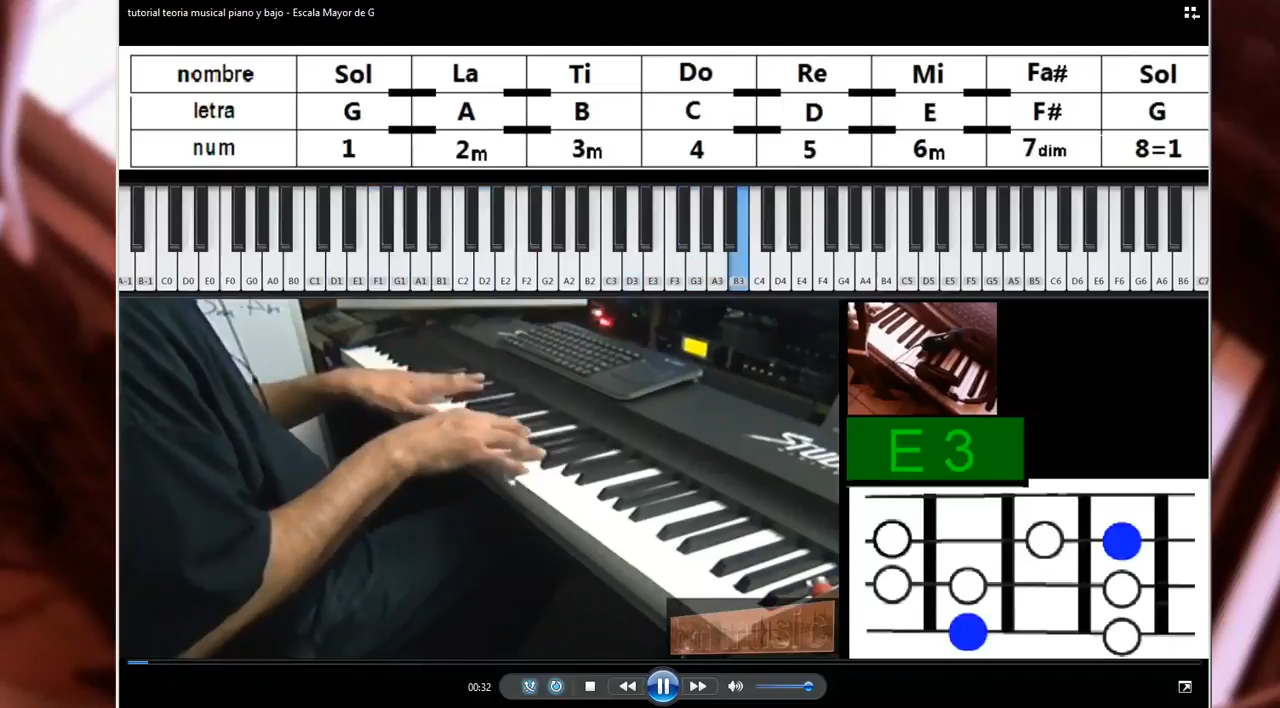 tutorial teoria musical piano y bajo - Escala Mayor de G
nombre Sol La Ti Do Re Mi Fa# Sol
letra G A B C D E F# G
num 1 2m 3m 4 5 6m 7dim 8=1
A-1 B-1 C0 D0 E0 F0 G0 A0 B0 C1 D1 E1 F1 G1 A1 B1 C2 D2 E2 F2 G2 A2 B2 C3 D3 E3 F3 G3 A3 B3 C4 D4 E4 F4 G4 A4 B4 C5 D5 E5 F5 G5 A5 B5 C6 D6 E6 F6 G6 A6 B6 C7
E 3
music
00:32